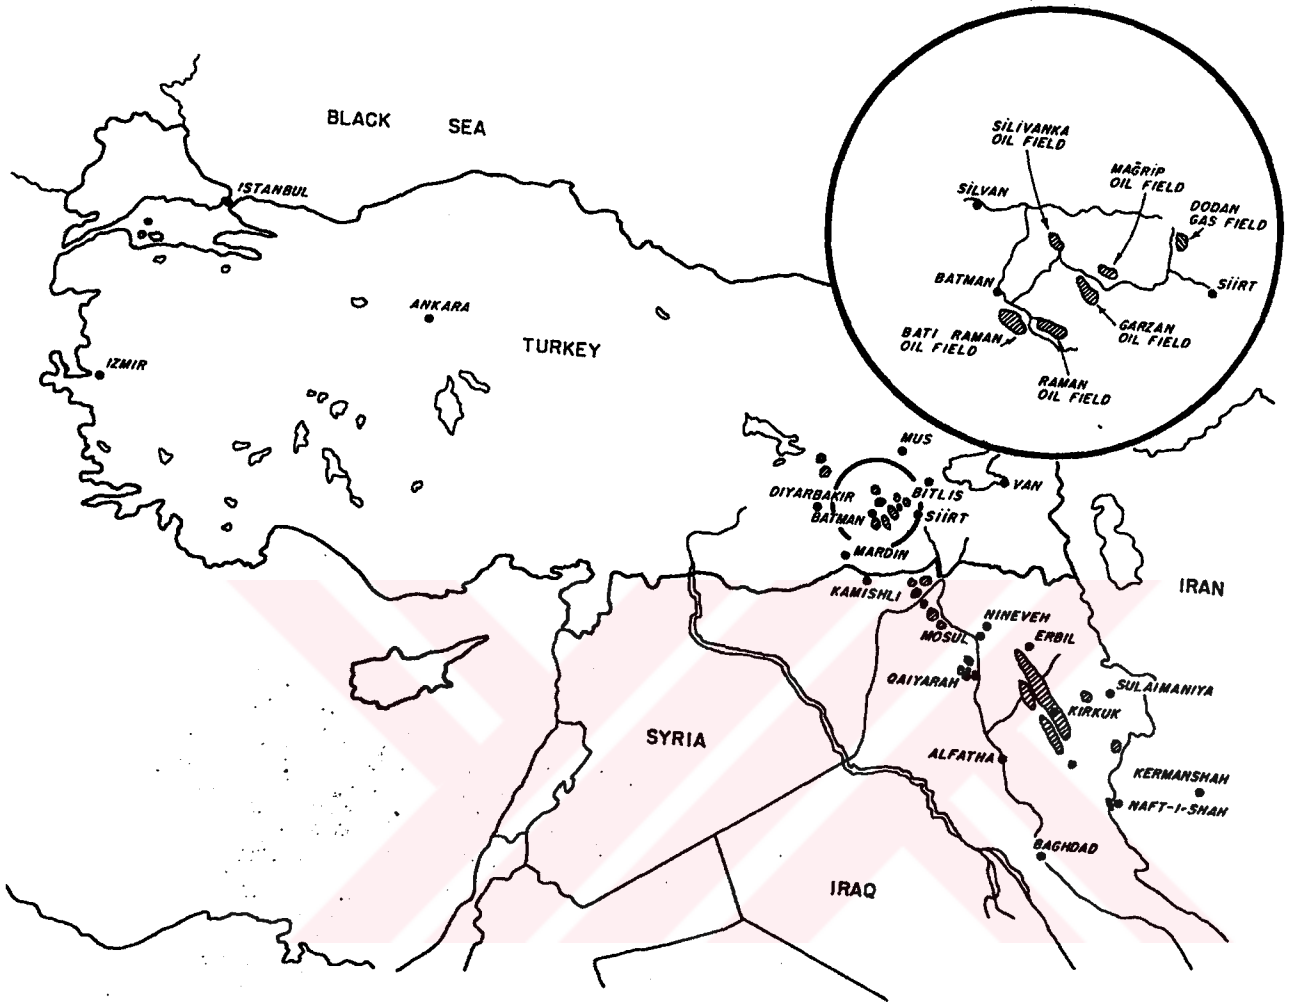 BLACK SEA
ISTANBUL
ANKARA
TURKEY
IZMIR
SİLİVANKA
OIL FIELD
MAĞRİP
OIL FIELD
SİLVAN
DODAN
GAS FIELD
BATMAN
SİİRT
GARZAN
OIL FIELD
BATI RAMAN
OIL FIELD
RAMAN
OIL FIELD
MUS
VAN
DIYARBAKIR
BITLIS
BATMAN
SİİRT
MARDIN
KAMISHLI
IRAN
NINEVEH
MOSUL
ERBIL
QAIYARAH
SULAIMANIYA
KIRKUK
SYRIA
ALFATHA
KERMANSHAH
NAFT-I-SHAH
BAGHDAD
IRAQ